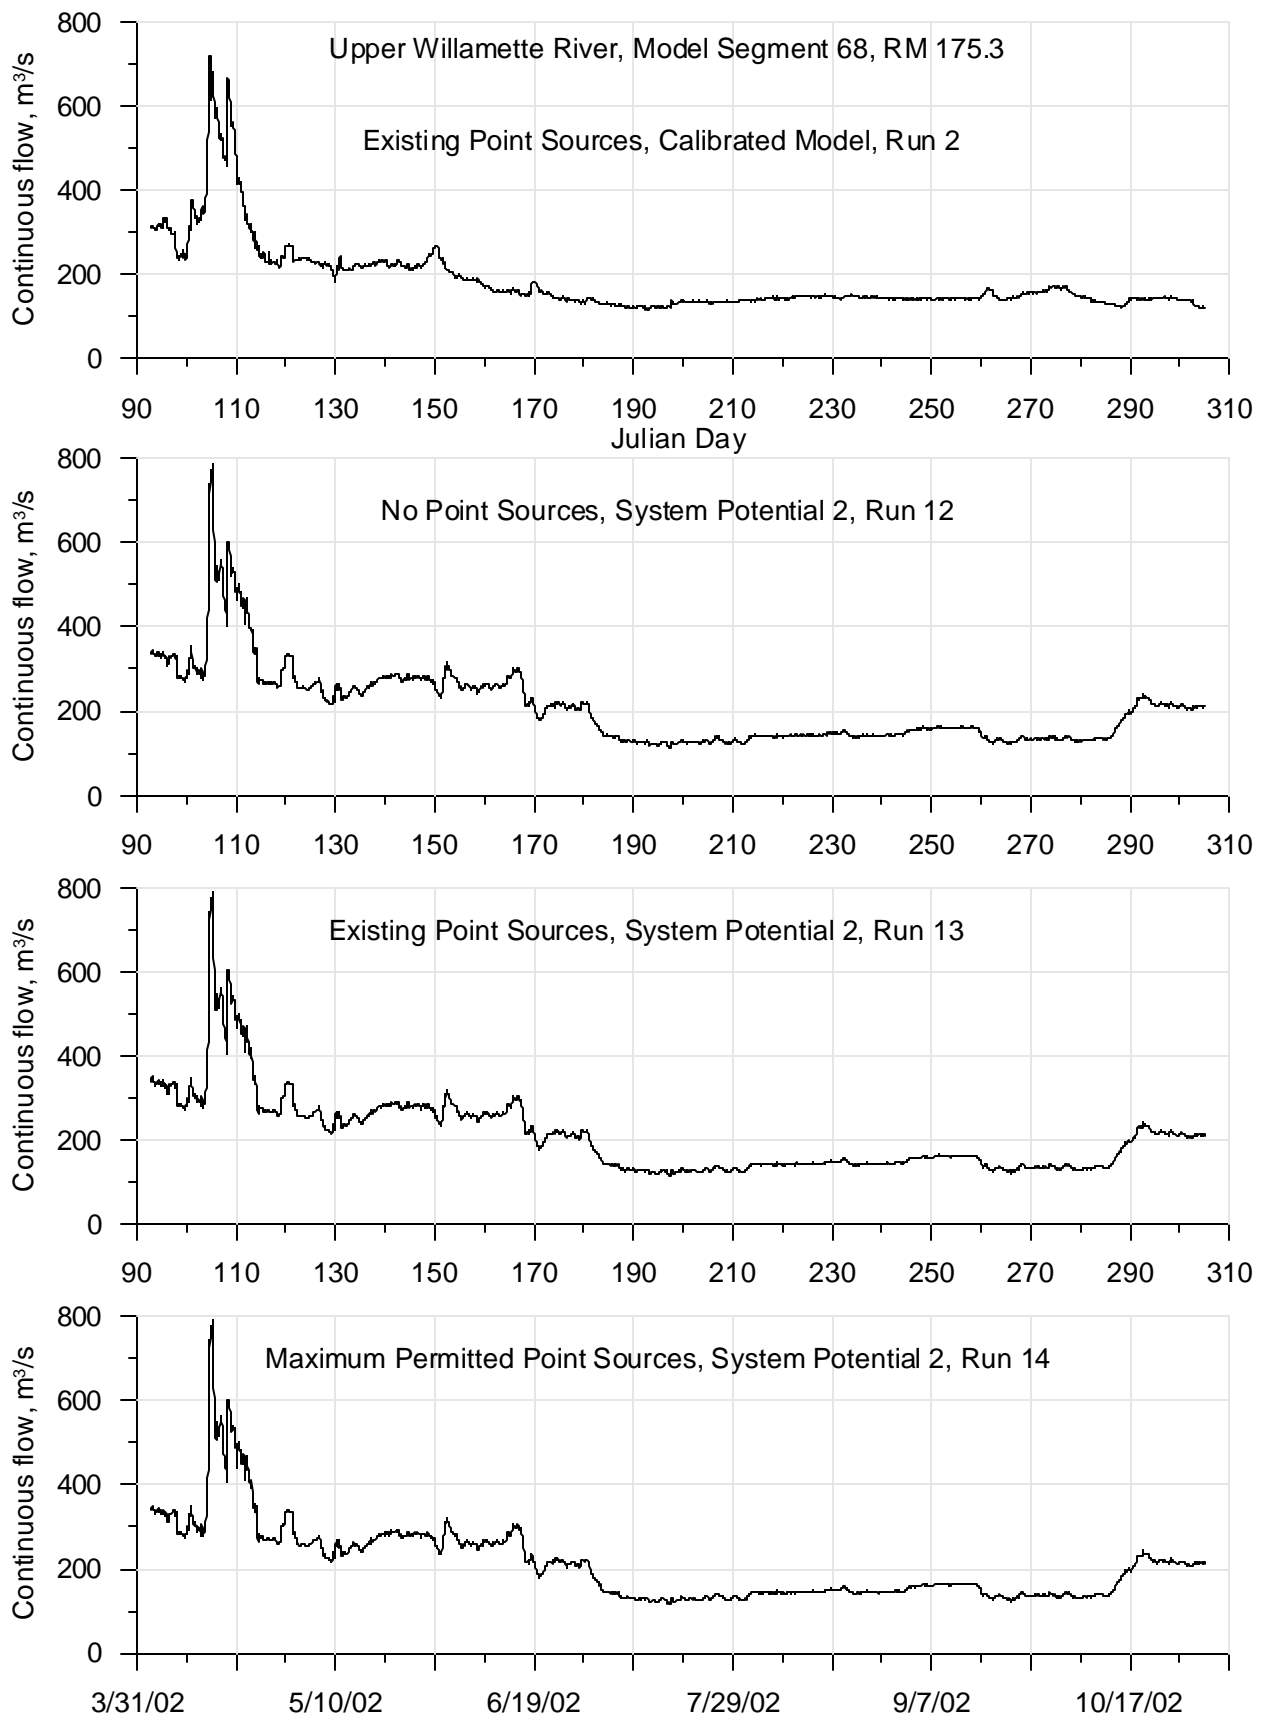 Upper Willamette River, Model Segment 68, RM 175.3
Existing Point Sources, Calibrated Model, Run 2
Continuous flow, m³/s
800
600
400
200
0
90 110 130 150 170 190 210 230 250 270 290 310
Julian Day
No Point Sources, System Potential 2, Run 12
Continuous flow, m³/s
800
600
400
200
0
90 110 130 150 170 190 210 230 250 270 290 310
Existing Point Sources, System Potential 2, Run 13
Continuous flow, m³/s
800
600
400
200
0
90 110 130 150 170 190 210 230 250 270 290 310
Maximum Permitted Point Sources, System Potential 2, Run 14
Continuous flow, m³/s
800
600
400
200
0
3/31/02 5/10/02 6/19/02 7/29/02 9/7/02 10/17/02